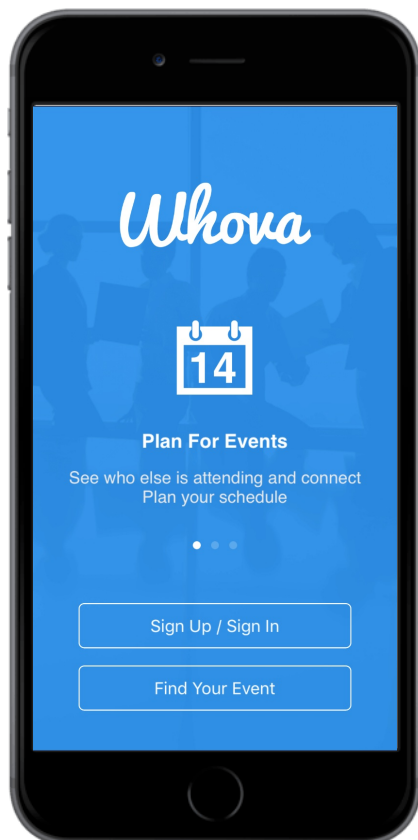 Whova
14
Plan For Events
See who else is attending and connect
Plan your schedule
Sign Up / Sign In
Find Your Event